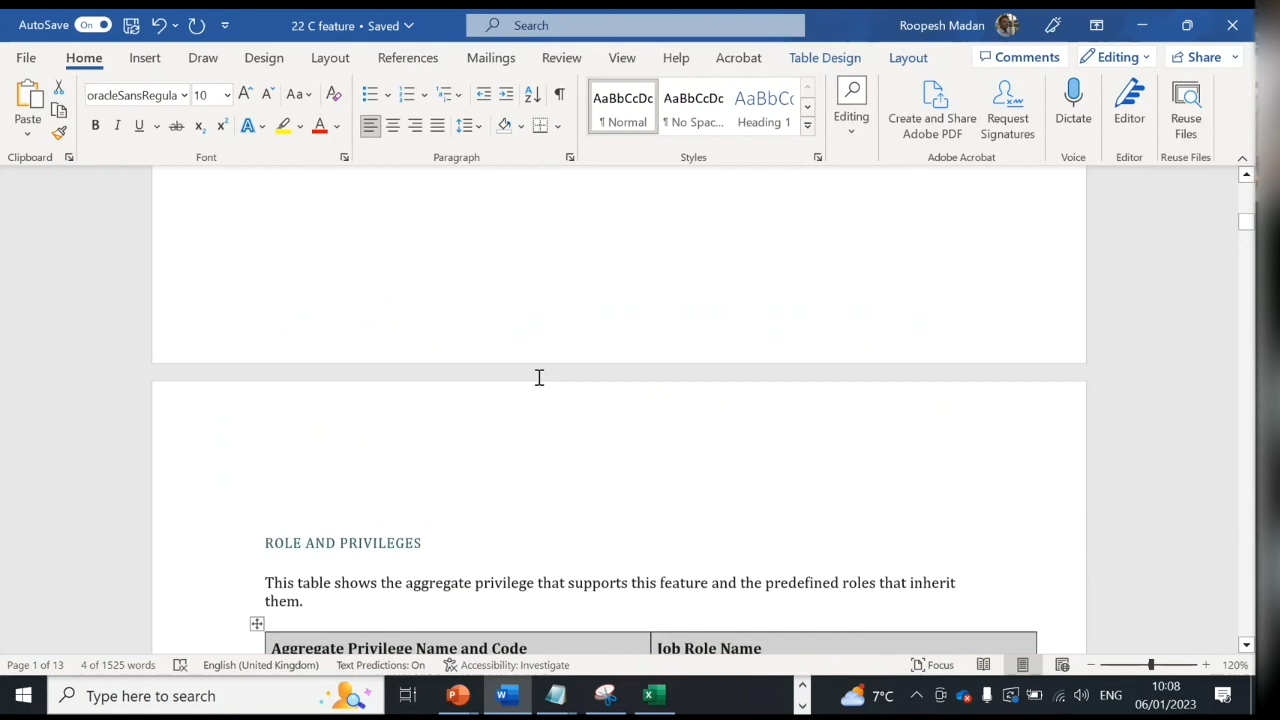 AutoSave On 22 C feature • Saved Search Roopesh Madan
File Home Insert Draw Design Layout References Mailings Review View Help Acrobat Table Design Layout Comments Editing Share
Paste
oradeSansRegula 10 Aa
B I U ab x₂ x² A A
AaBbCcDc AaBbCcDc AaBbCc
¶ Normal ¶ No Spac... Heading 1
Editing
Create and Share
Adobe PDF
Request
Signatures
Dictate
Editor
Reuse
Files
Clipboard Font Paragraph Styles Adobe Acrobat Voice Editor Reuse Files
ROLE AND PRIVILEGES
This table shows the aggregate privilege that supports this feature and the predefined roles that inherit
them.
Aggregate Privilege Name and Code Job Role Name
Page 1 of 13 4 of 1525 words English (United Kingdom) Text Predictions: On Accessibility: Investigate Focus 120%
Type here to search 7°C ENG 10:08
06/01/2023